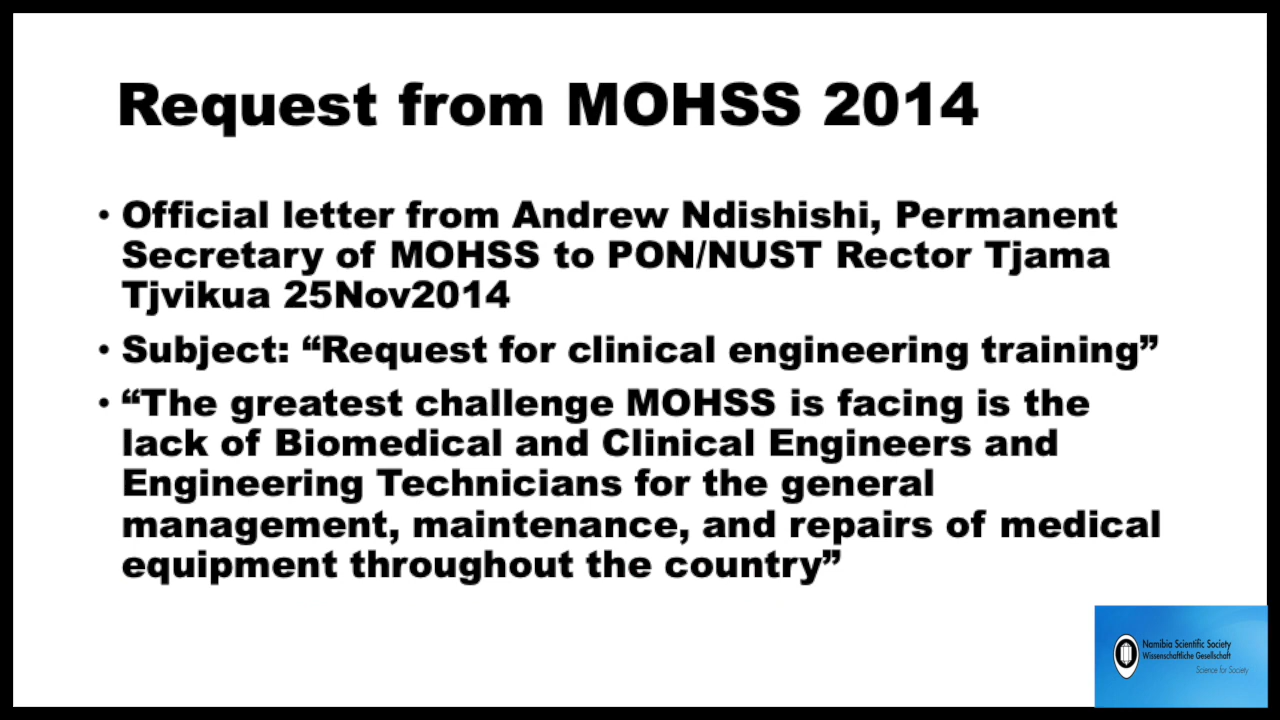 Request from MOHSS 2014
• Official letter from Andrew Ndishishi, Permanent
Secretary of MOHSS to PON/NUST Rector Tjama
Tjvikua 25Nov2014
• Subject: “Request for clinical engineering training”
• “The greatest challenge MOHSS is facing is the
lack of Biomedical and Clinical Engineers and
Engineering Technicians for the general
management, maintenance, and repairs of medical
equipment throughout the country”
Namibia Scientific Society
Wissenschaftliche Gesellschaft
Science for Society